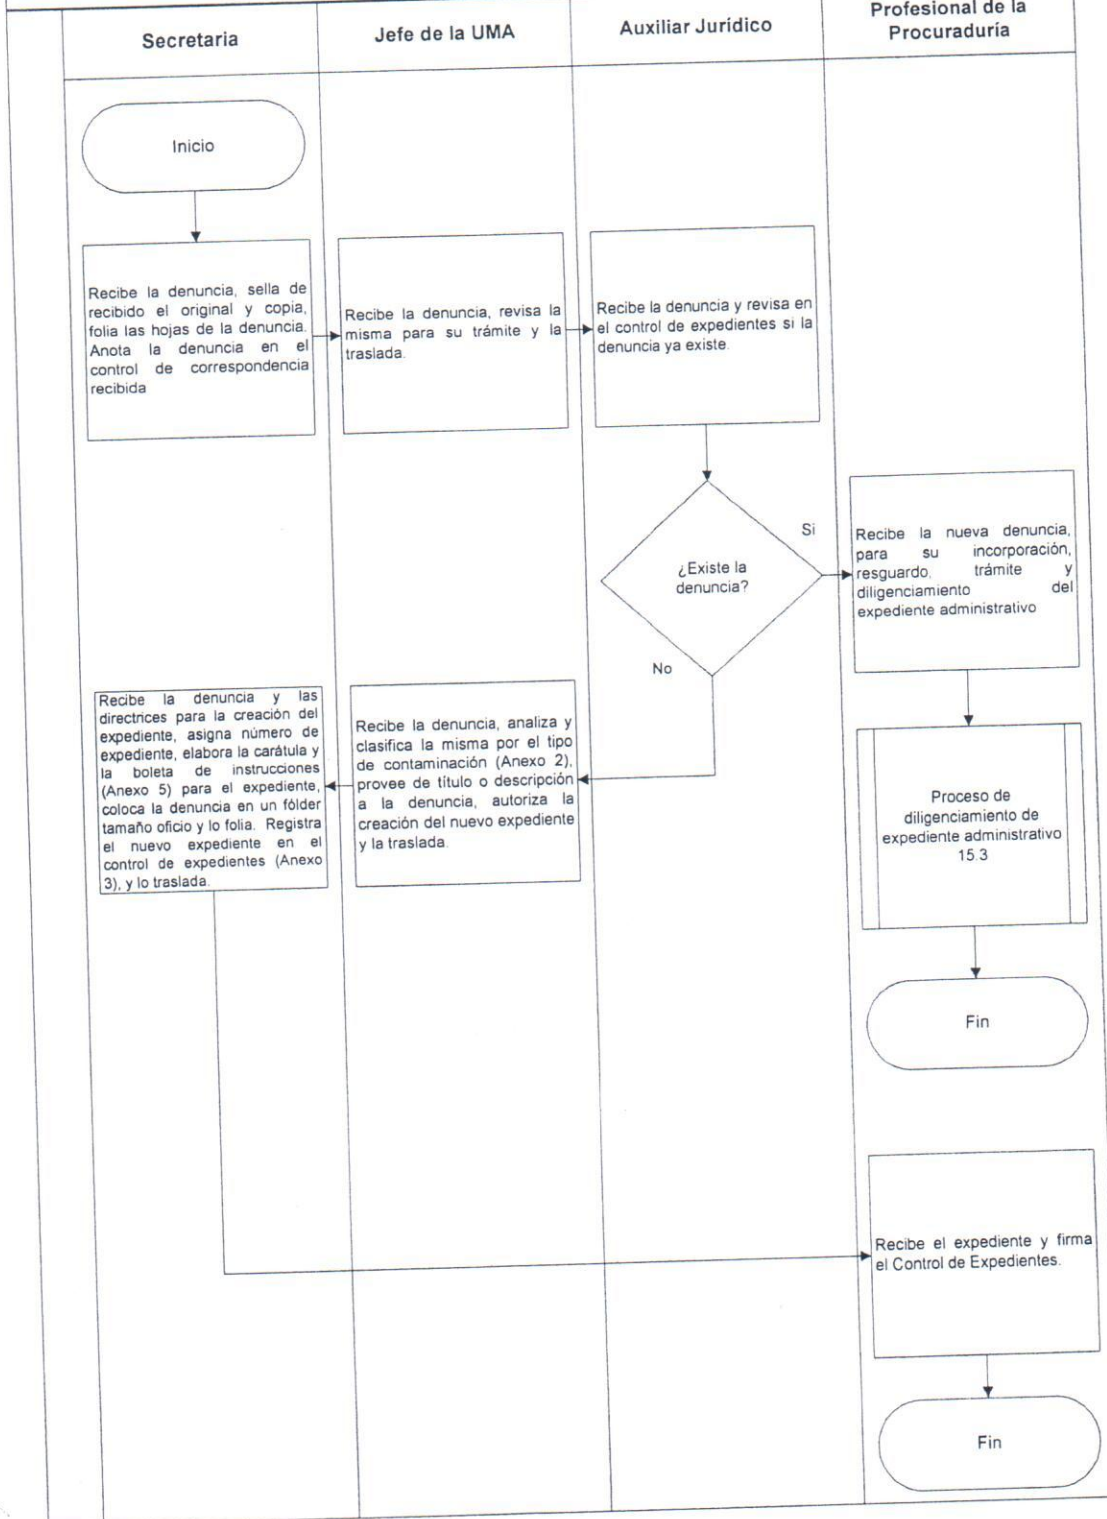 Secretaria
Jefe de la UMA
Auxiliar Jurídico
Profesional de la
Procuraduría
Inicio
Recibe la denuncia, sella de
recibido el original y copia,
folia las hojas de la denuncia.
Anota la denuncia en el
control de correspondencia
recibida
Recibe la denuncia, revisa la
misma para su trámite y la
traslada.
Recibe la denuncia y revisa en
el control de expedientes si la
denuncia ya existe.
¿Existe la
denuncia?
Si
No
Recibe la nueva denuncia,
para su incorporación,
resguardo, trámite y
diligenciamiento del
expediente administrativo
Recibe la denuncia y las
directrices para la creación del
expediente, asigna número de
expediente, elabora la carátula y
la boleta de instrucciones
(Anexo 5) para el expediente,
coloca la denuncia en un fólder
tamaño oficio y lo folia. Registra
el nuevo expediente en el
control de expedientes (Anexo
3), y lo traslada.
Recibe la denuncia, analiza y
clasifica la misma por el tipo
de contaminación (Anexo 2),
provee de título o descripción
a la denuncia, autoriza la
creación del nuevo expediente
y la traslada.
Proceso de
diligenciamiento de
expediente administrativo
15.3
Fin
Recibe el expediente y firma
el Control de Expedientes.
Fin